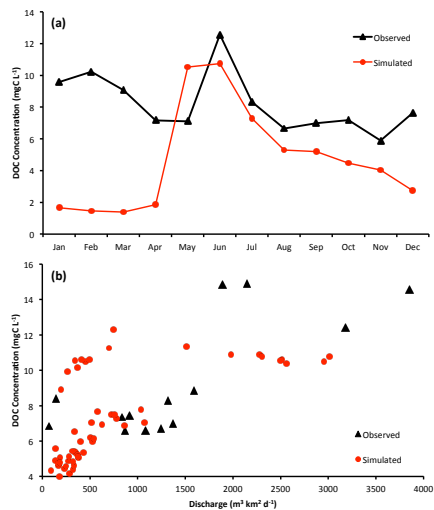 (a)
14
12
10
8
6
4
2
0
DOC Concentration (mgC L-1)
Observed
Simulated
Jan Feb Mar Apr May Jun Jul Aug Sep Oct Nov Dec
(b)
16
14
12
10
8
6
4
DOC Concentration (mgC L-1)
Observed
Simulated
0 500 1000 1500 2000 2500 3000 3500 4000
Discharge (m3 km2 d-1)